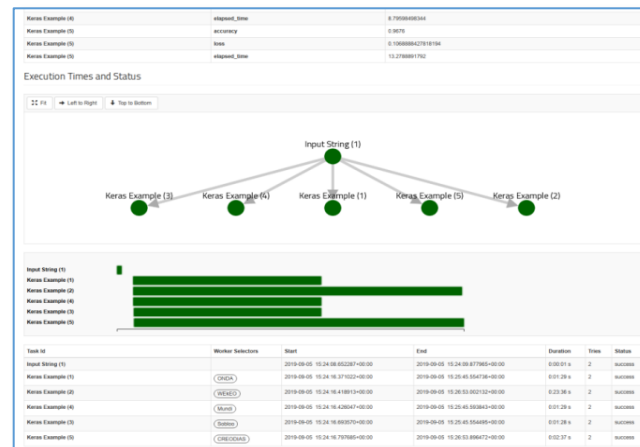 Keras Example (4) elapsed_time 8.79598498344
Keras Example (5) accuracy 0.9676
Keras Example (5) loss
Keras Example (5) elapsed_time 13.2788891792
Execution Times and Status
Fit Left to Right Top to Bottom
Input String (1)
Keras Example (3) Keras Example (4) Keras Example (1) Keras Example (5) Keras Example (2)
Input String (1)
Keras Example (1)
Keras Example (2)
Keras Example (4)
Keras Example (3)
Keras Example (5)
Task Id Worker Selectors Start End Duration Tries Status
Input String (1) 2019-09-05 15:24:08.652287+00:00 2019-09-05 15:24:09.877965+00:00 0:00:01 s 2 success
Keras Example (1) ONDA 2019-09-05 15:24:16.371022+00:00 2019-09-05 15:25:45.554736+00:00 0:01:29 s 2 success
Keras Example (2) WEkEO 2019-09-05 15:24:16.418913+00:00 2019-09-05 15:26:53.002132+00:00 2 success
Keras Example (4) Mundi 2019-09-05 15:24:16.426047+00:00 2019-09-05 15:25:45.593843+00:00 0:01:29 s 2 success
Keras Example (3) Sobloo 2019-09-05 15:24:16.693570+00:00 2019-09-05 15:25:45.554495+00:00 0:01:28 s 2 success
Keras Example (5) CREODIAS 2019-09-05 15:24:16.797680+00:00 2019-09-05 15:26:53.896472+00:00 0:02:37 s 2 success